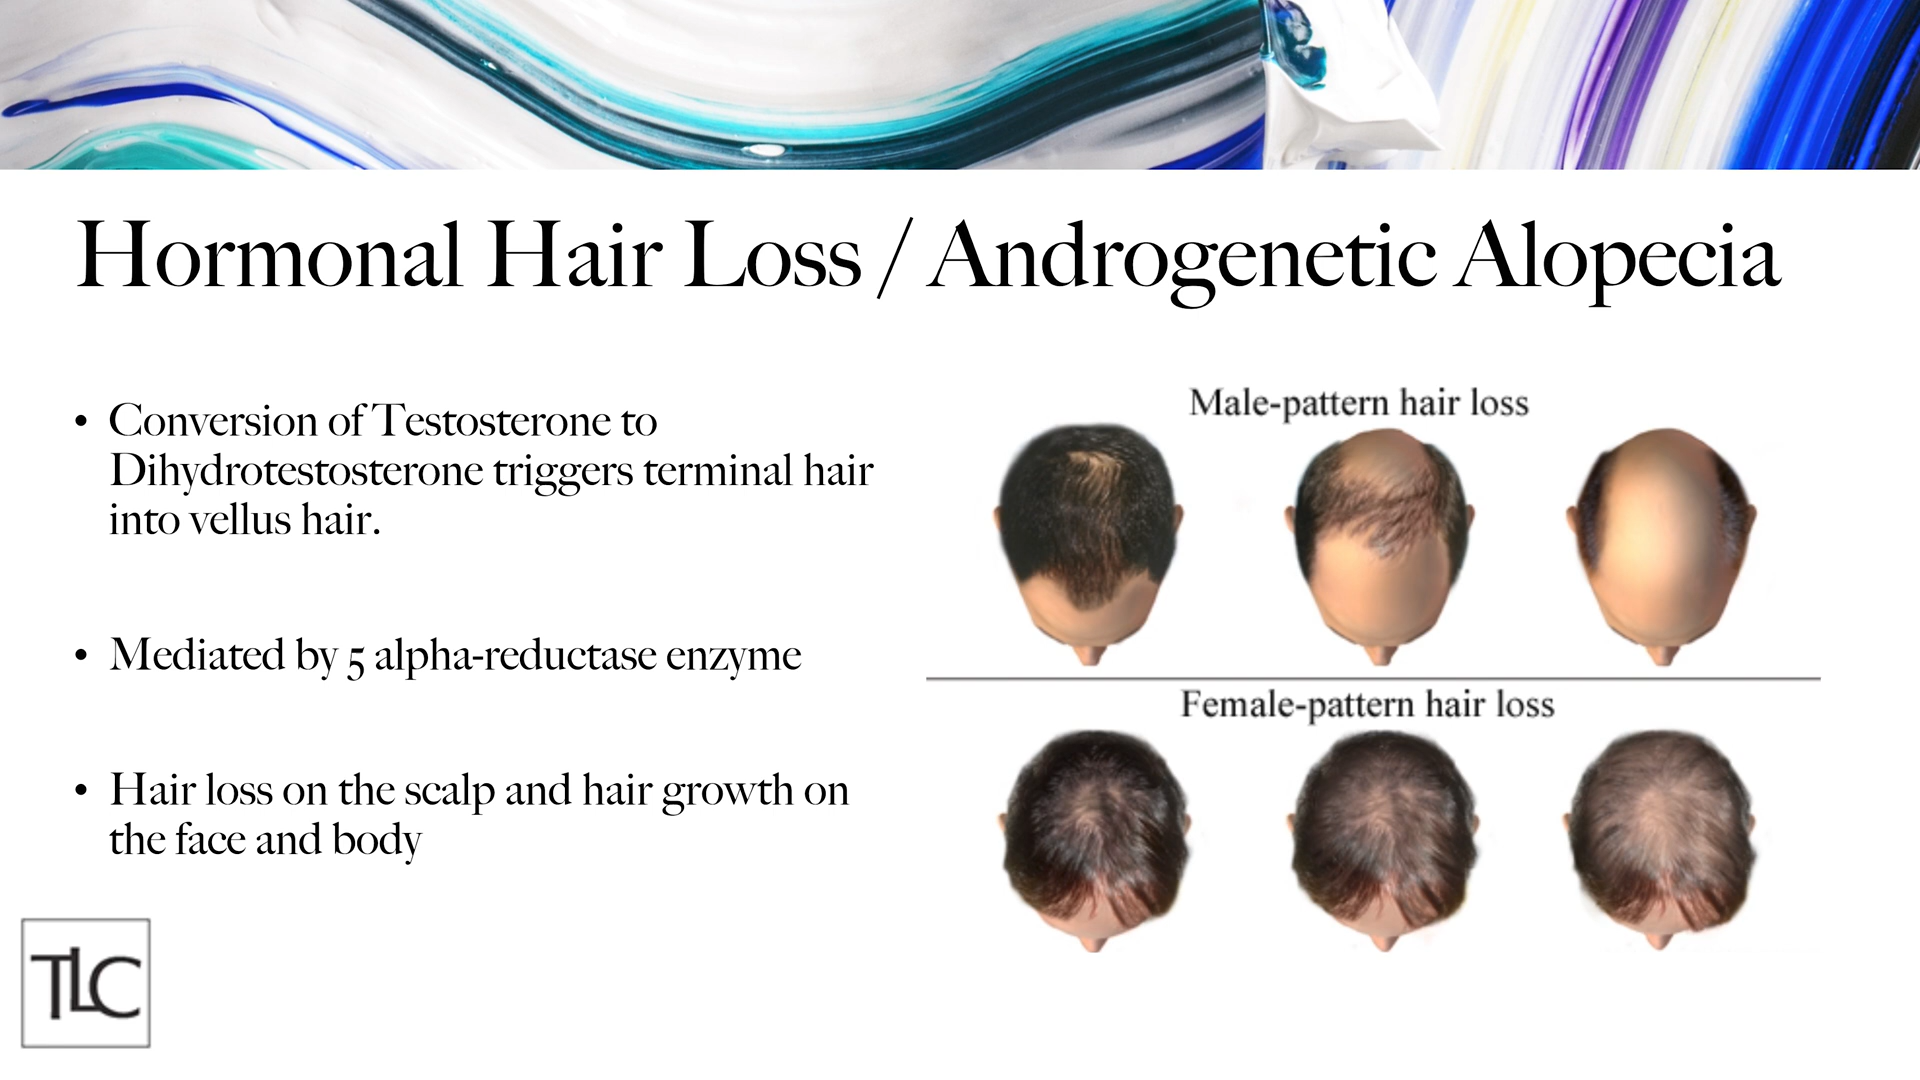 Hormonal Hair Loss / Androgenetic Alopecia
• Conversion of Testosterone to
Dihydrotestosterone triggers terminal hair
into vellus hair.
• Mediated by 5 alpha-reductase enzyme
• Hair loss on the scalp and hair growth on
the face and body
Male-pattern hair loss
Female-pattern hair loss
TLC